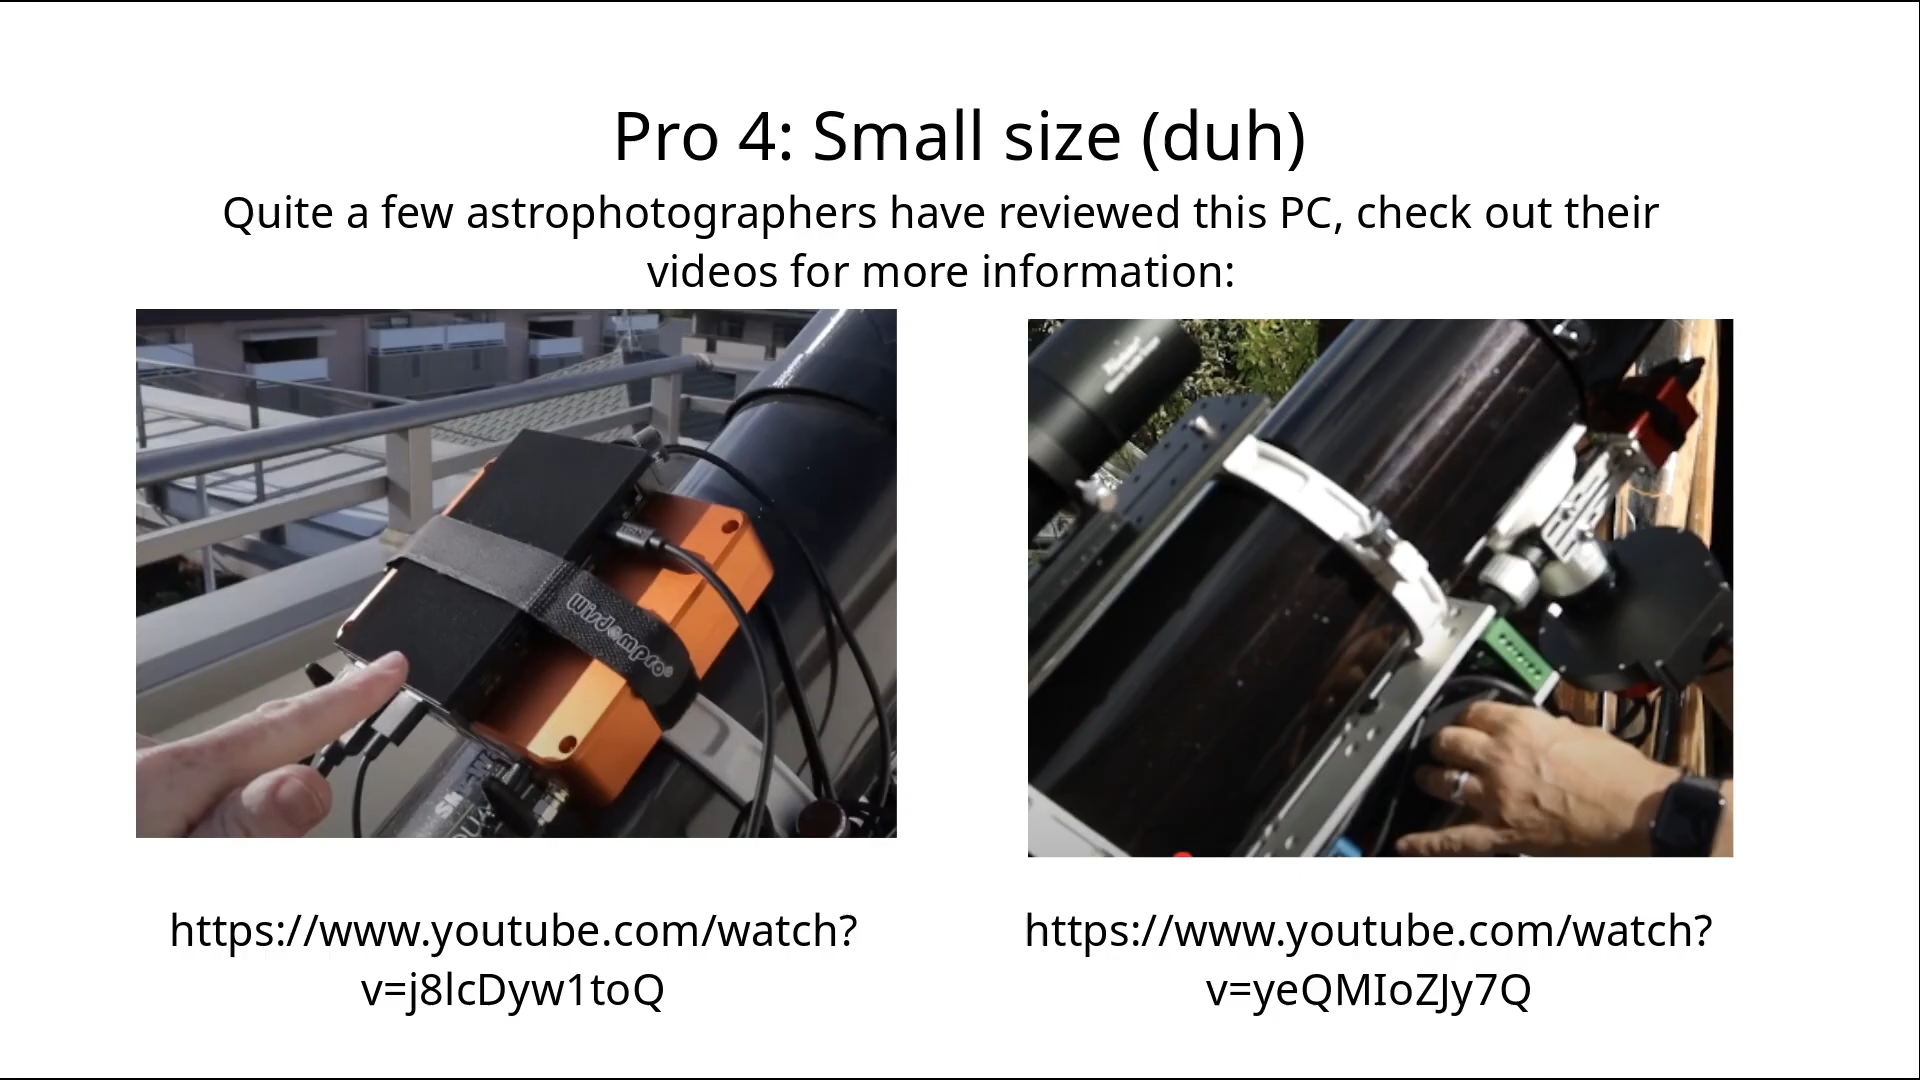 Pro 4: Small size (duh)
Quite a few astrophotographers have reviewed this PC, check out their
videos for more information:
Wisdompro®
https://www.youtube.com/watch?
v=j8lcDyw1toQ
https://www.youtube.com/watch?
v=yeQMIoZJy7Q